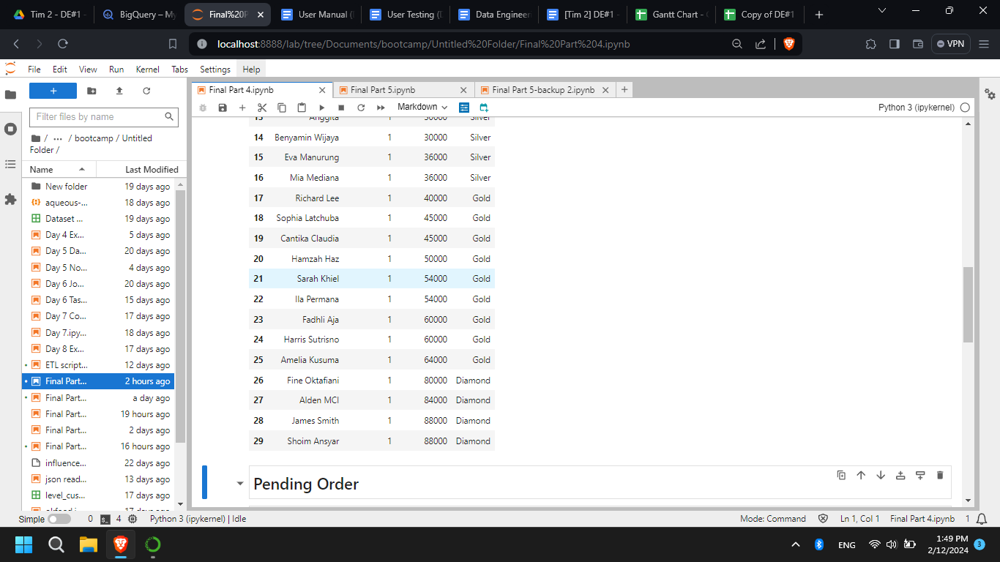 Tim 2 - DE#1 -
BigQuery – My
Final%20P
User Manual (
User Testing (D
Data Engineer
[Tim 2] DE#1 -
Gantt Chart - G
Copy of DE#1
localhost:8888/lab/tree/Documents/bootcamp/Untitled%20Folder/Final%20Part%204.ipynb
VPN
File Edit View Run Kernel Tabs Settings Help
Filter files by name
/ ... / bootcamp / Untitled
Folder /
Name Last Modified
New folder 19 days ago
aqueous-... 18 days ago
Dataset ... 19 days ago
Day 4 Ex... 5 days ago
Day 5 Da... 20 days ago
Day 5 No... 4 days ago
Day 6 Jo... 20 days ago
Day 6 Tas... 15 days ago
Day 7 Co... 17 days ago
Day 7.ipy... 18 days ago
Day 8 Ex... 17 days ago
ETL script... 12 days ago
Final Part... 2 hours ago
Final Part... a day ago
Final Part... 19 hours ago
Final Part... 2 days ago
Final Part... 16 hours ago
influence... 22 days ago
json read... 13 days ago
level_cus... 17 days ago
Final Part 4.ipynb
Final Part 5.ipynb
Final Part 5-backup 2.ipynb
Markdown
Python 3 (ipykernel)
13 Anggita 1 30000 Silver
14 Benyamin Wijaya 1 30000 Silver
15 Eva Manurung 1 36000 Silver
16 Mia Mediana 1 36000 Silver
17 Richard Lee 1 40000 Gold
18 Sophia Latchuba 1 45000 Gold
19 Cantika Claudia 1 45000 Gold
20 Hamzah Haz 1 50000 Gold
21 Sarah Khiel 1 54000 Gold
22 Ila Permana 1 54000 Gold
23 Fadhli Aja 1 60000 Gold
24 Harris Sutrisno 1 60000 Gold
25 Amelia Kusuma 1 64000 Gold
26 Fine Oktafiani 1 80000 Diamond
27 Alden MCI 1 84000 Diamond
28 James Smith 1 88000 Diamond
29 Shoim Ansyar 1 88000 Diamond
Pending Order
Simple 0 4 Python 3 (ipykernel) | Idle
Mode: Command Ln 1, Col 1 Final Part 4.ipynb 1
ENG
1:49 PM
2/12/2024
3